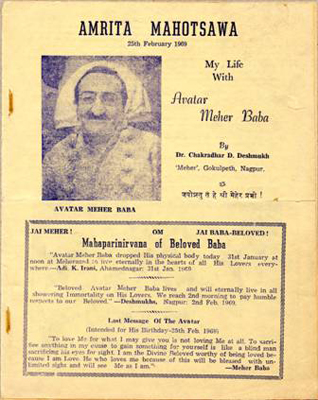 AMRITA MAHOTSAWA
25th February 1969
My Life
With
Avatar
Meher Baba
By
Dr. Chakradhar D. Deshmukh
'Meher', Gokulpeth, Nagpur.
ॐ
जयोऽस्तु ते हे श्री मेहेर प्रभो !
AVATAR MEHER BABA
JAI MEHER! OM JAI BABA-BELOVED!
Mahaparinirvana of Beloved Baba
"Avatar Meher Baba dropped His physical body today 31st January at
noon at Meherazad to live eternally in the hearts of all His Lovers every-
where.—Adi K. Irani, Ahmednagar; 31st Jan. 1969
"Beloved Avatar Meher Baba lives and will eternally live in all
showering Immortality on His Lovers. We reach 2nd morning to pay humble
respects to our Beloved."—Deshmukhs, Nagpur; 2nd Feb. 1969.
Last Message Of The Avatar
(Intended for His Birthday-25th Feb. 1969)
"To love Me for what I may give you is not loving Me at all. To sacri-
fice anything in my cause to gain something for yourself is like a blind man
sacrificing his eyes for sight. I am the Divine Beloved worthy of being loved be-
cause I am Love. He who loves me because of this will be blessed with un-
limited sight and will see Me as I am."
—Meher Baba